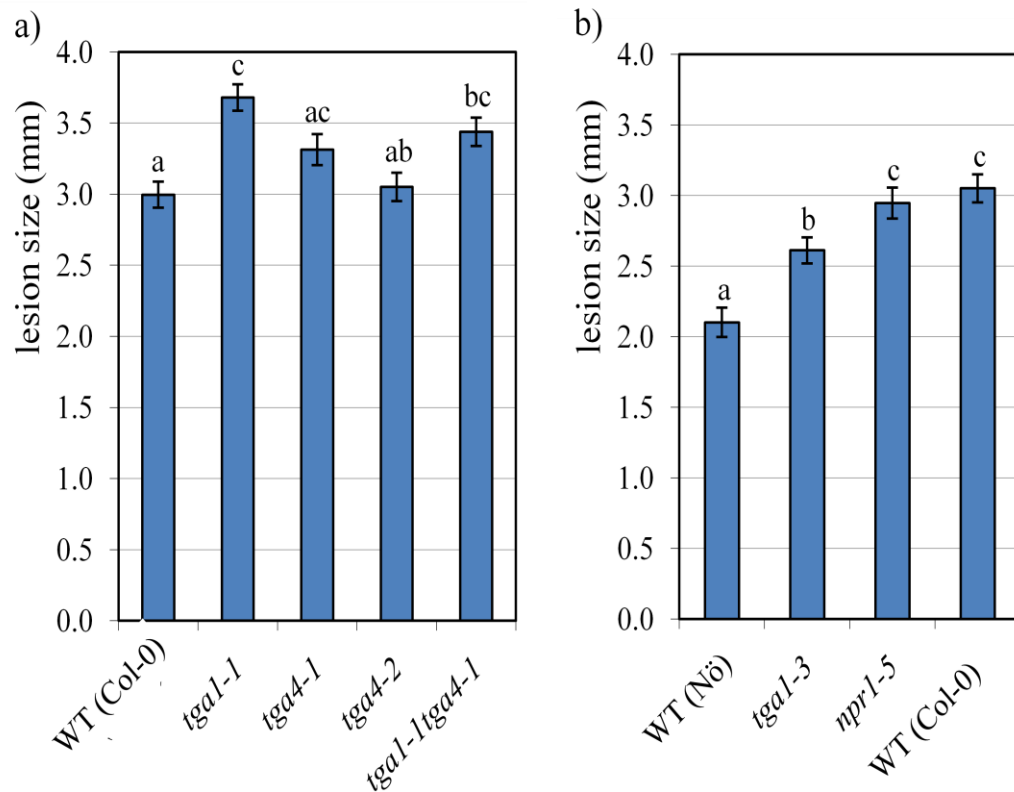 a)
lesion size (mm)
4.0
3.5
3.0
2.5
2.0
1.5
1.0
0.5
0.0
a
c
ac
ab
bc
WT (Col-0)
tga1-1
tga4-1
tga4-2
tga1-1tga4-1
b)
lesion size (mm)
4.0
3.5
3.0
2.5
2.0
1.5
1.0
0.5
0.0
a
b
c
c
WT (Nö)
tga1-3
npr1-5
WT (Col-0)